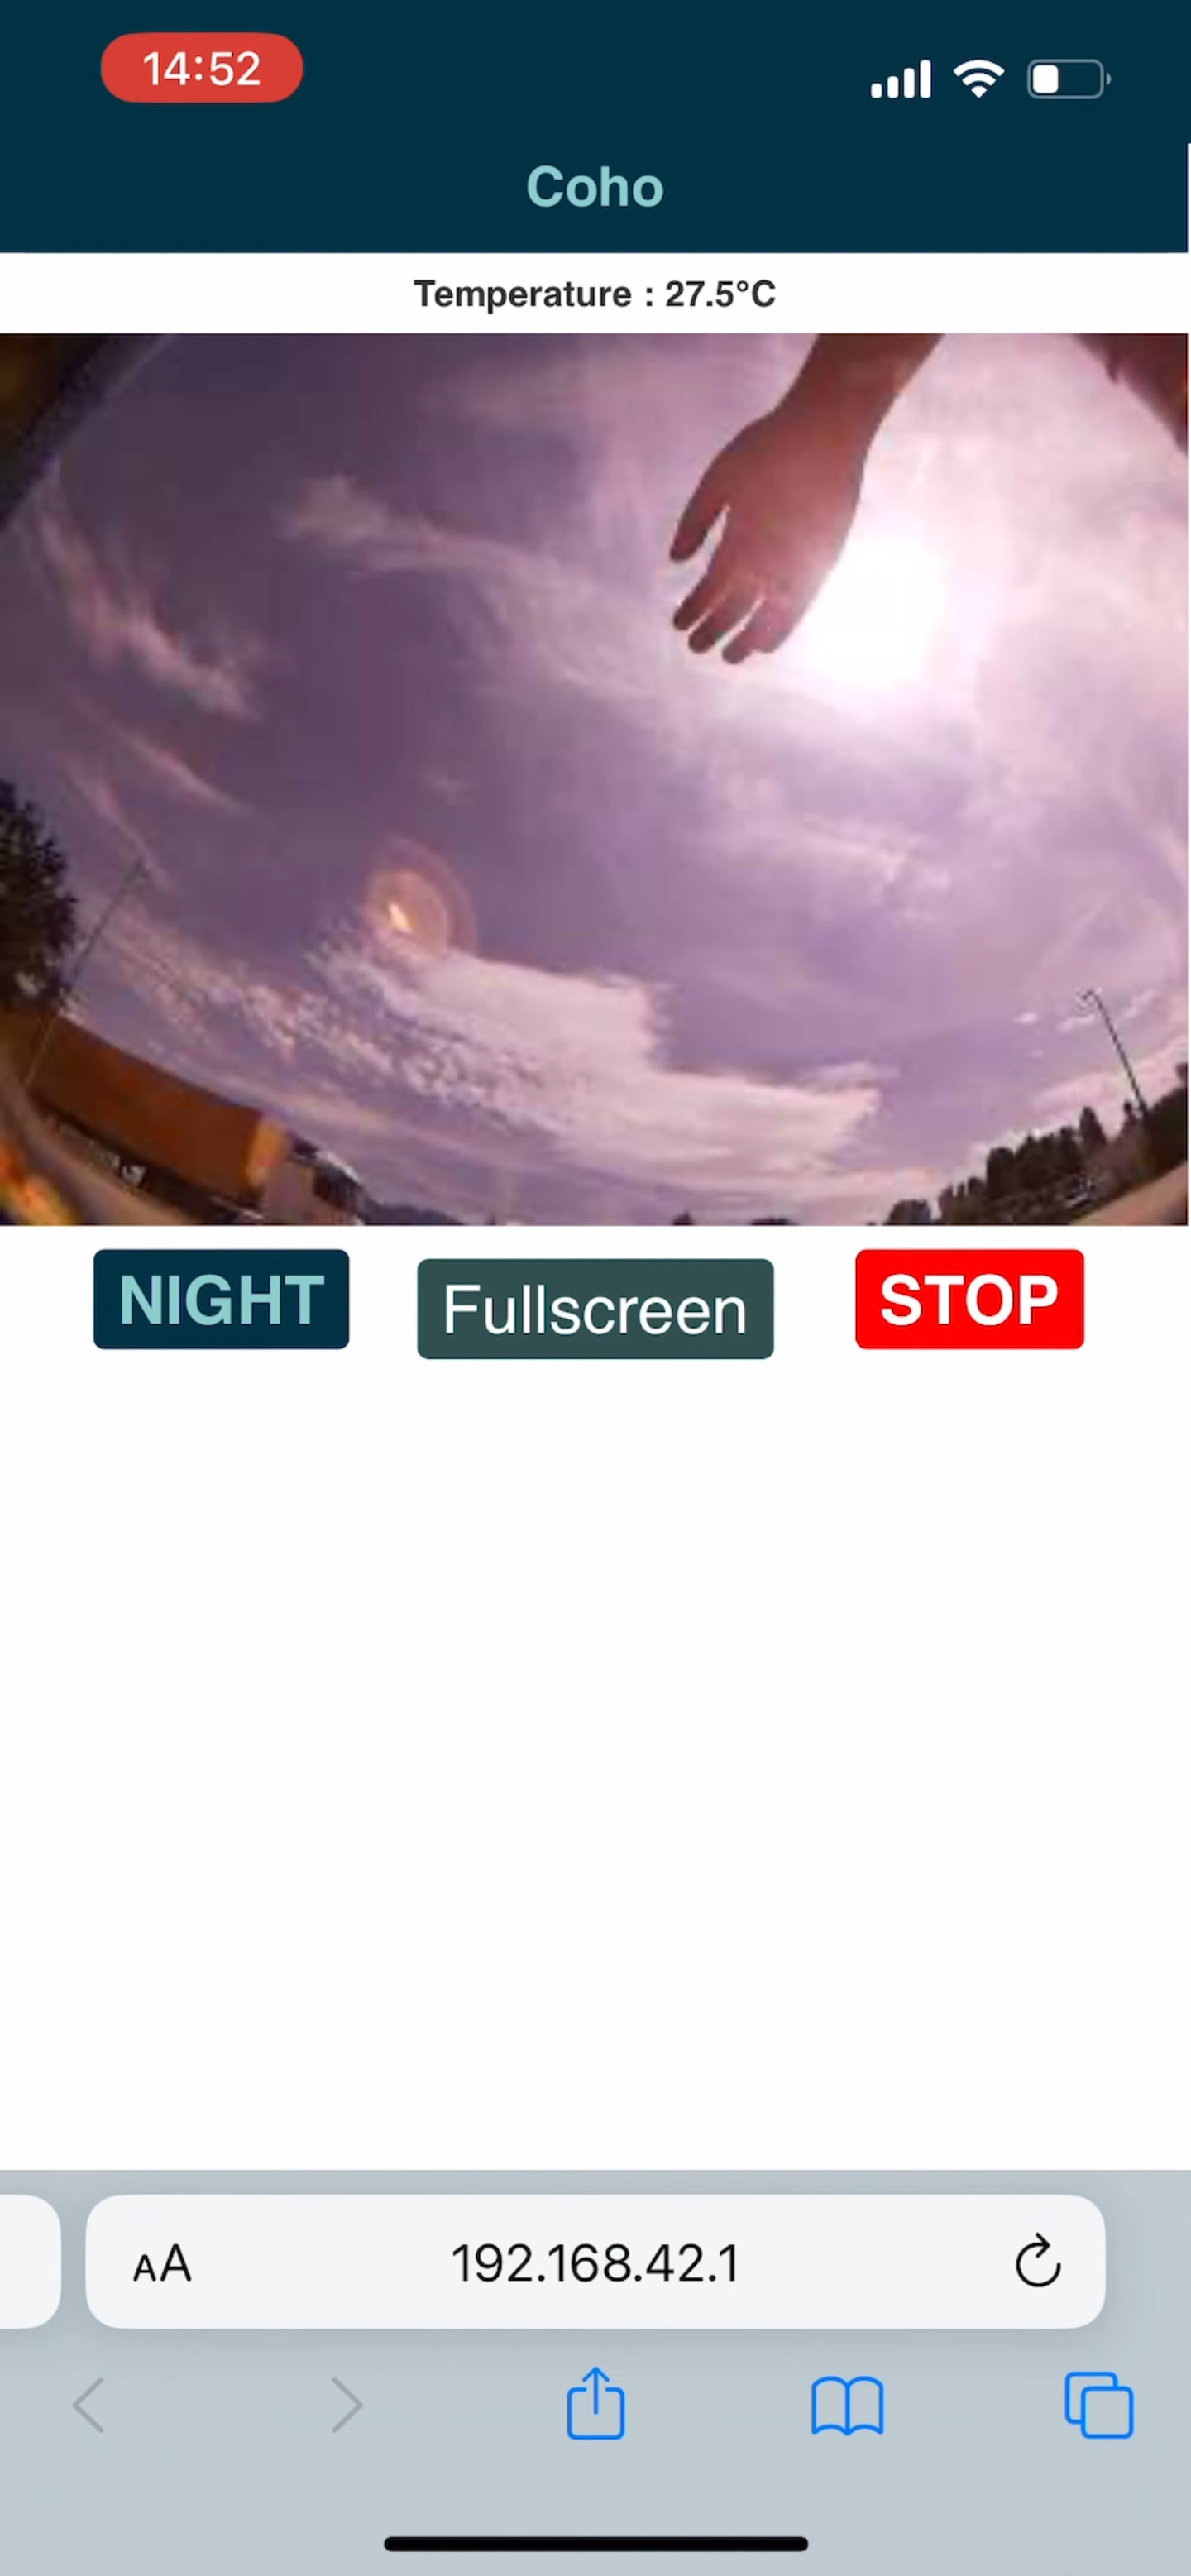 14:52
Coho
Temperature : 27.5°C
NIGHT
Fullscreen
STOP
AA
192.168.42.1